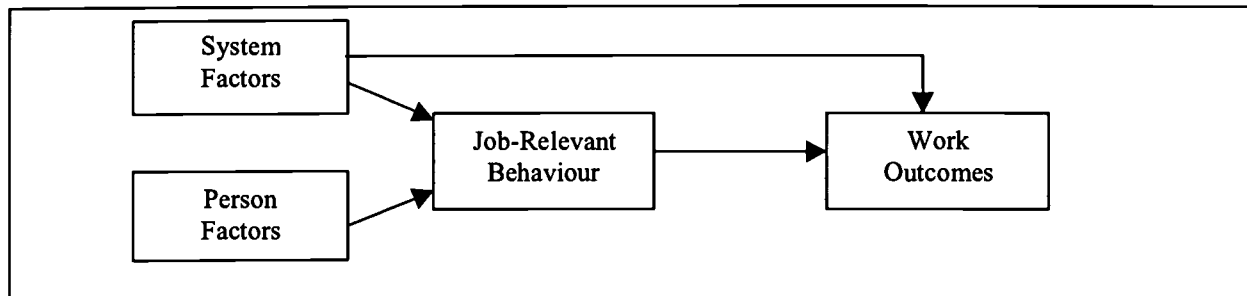 System
Factors
Job-Relevant
Behaviour
Work
Outcomes
Person
Factors